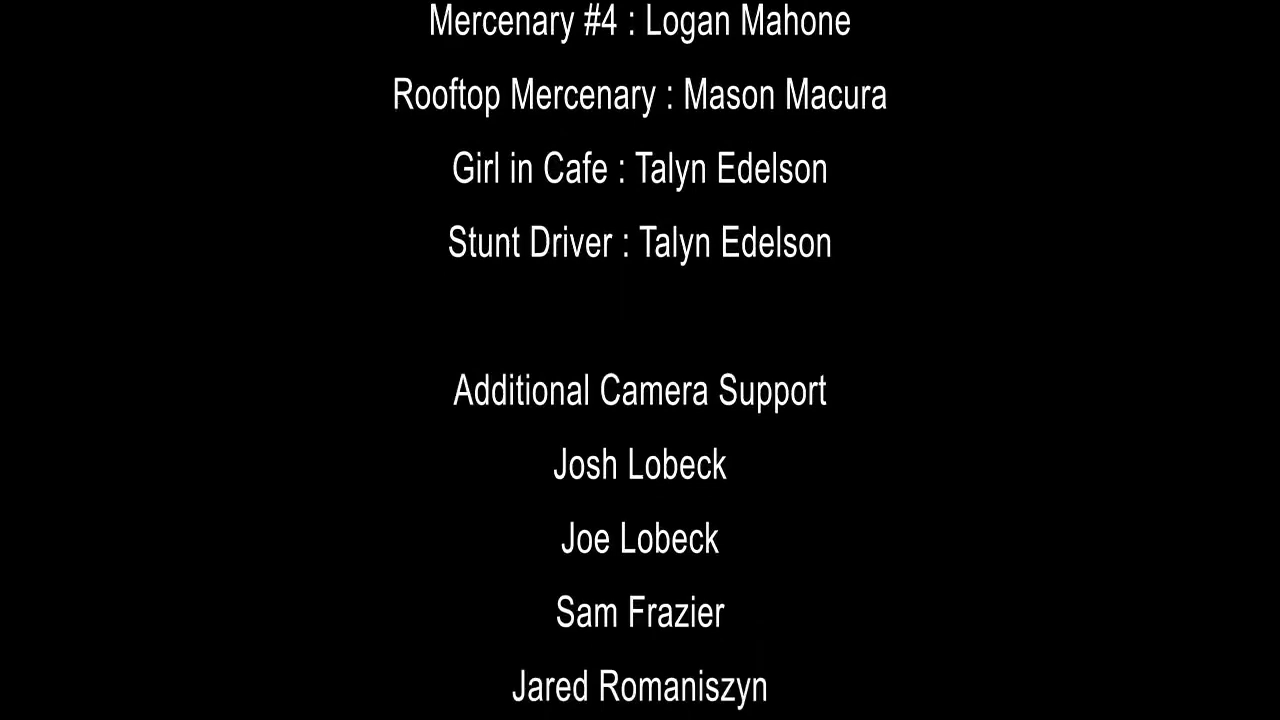 Mercenary #4 : Logan Mahone
Rooftop Mercenary : Mason Macura
Girl in Cafe : Talyn Edelson
Stunt Driver : Talyn Edelson
Additional Camera Support
Josh Lobeck
Joe Lobeck
Sam Frazier
Jared Romaniszyn